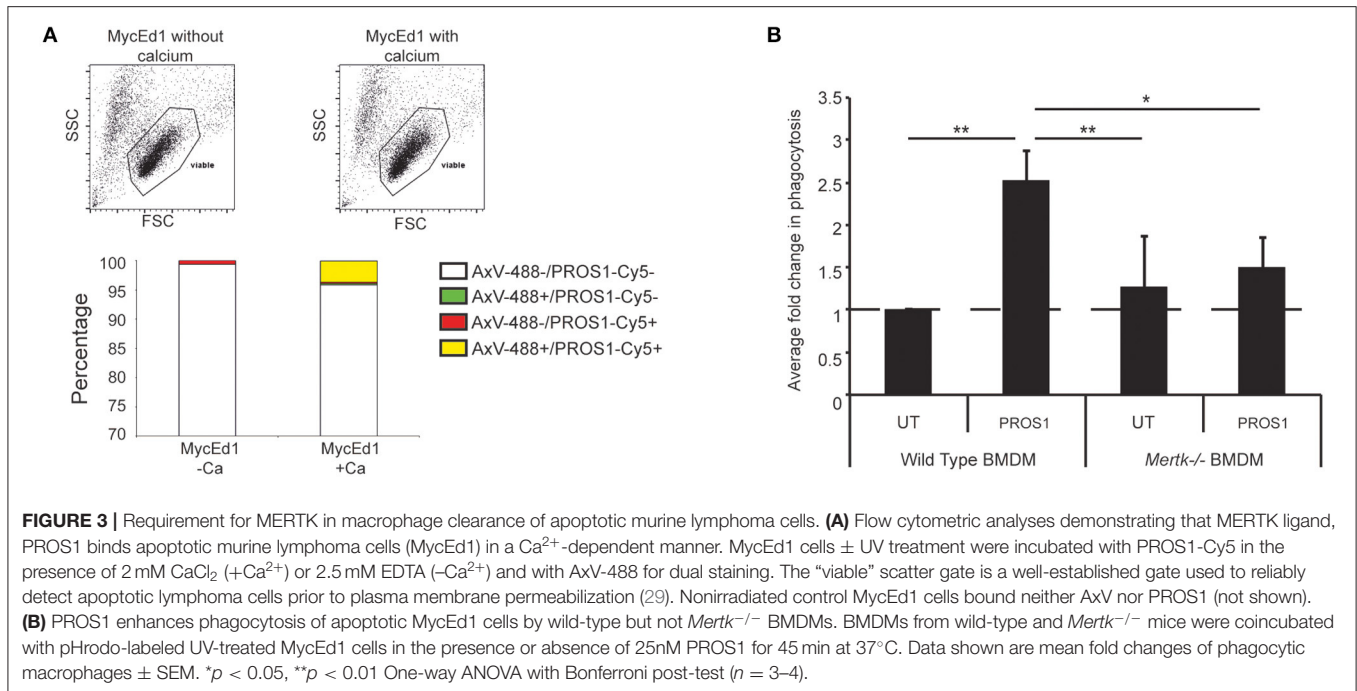 A
MycEd1 without
calcium
MycEd1 with
calcium
SSC
viable
FSC
SSC
viable
FSC
Percentage
100
95
90
85
80
75
70
MycEd1
-Ca
MycEd1
+Ca
AxV-488-/PROS1-Cy5-
AxV-488+/PROS1-Cy5-
AxV-488-/PROS1-Cy5+
AxV-488+/PROS1-Cy5+
B
Average fold change in phagocytosis
3.5
3
2.5
2
1.5
1
0.5
0
**
**
*
UT
PROS1
UT
PROS1
Wild Type BMDM
Mertk-/- BMDM
FIGURE 3 | Requirement for MERTK in macrophage clearance of apoptotic murine lymphoma cells. (A) Flow cytometric analyses demonstrating that MERTK ligand,
PROS1 binds apoptotic murine lymphoma cells (MycEd1) in a Ca²⁺-dependent manner. MycEd1 cells ± UV treatment were incubated with PROS1-Cy5 in the
presence of 2 mM CaCl₂ (+Ca²⁺) or 2.5 mM EDTA (–Ca²⁺) and with AxV-488 for dual staining. The “viable” scatter gate is a well-established gate used to reliably
detect apoptotic lymphoma cells prior to plasma membrane permeabilization (29). Nonirradiated control MycEd1 cells bound neither AxV nor PROS1 (not shown).
(B) PROS1 enhances phagocytosis of apoptotic MycEd1 cells by wild-type but not Mertk⁻/⁻ BMDMs. BMDMs from wild-type and Mertk⁻/⁻ mice were coincubated
with pHrodo-labeled UV-treated MycEd1 cells in the presence or absence of 25nM PROS1 for 45 min at 37°C. Data shown are mean fold changes of phagocytic
macrophages ± SEM. *p < 0.05, **p < 0.01 One-way ANOVA with Bonferroni post-test (n = 3–4).